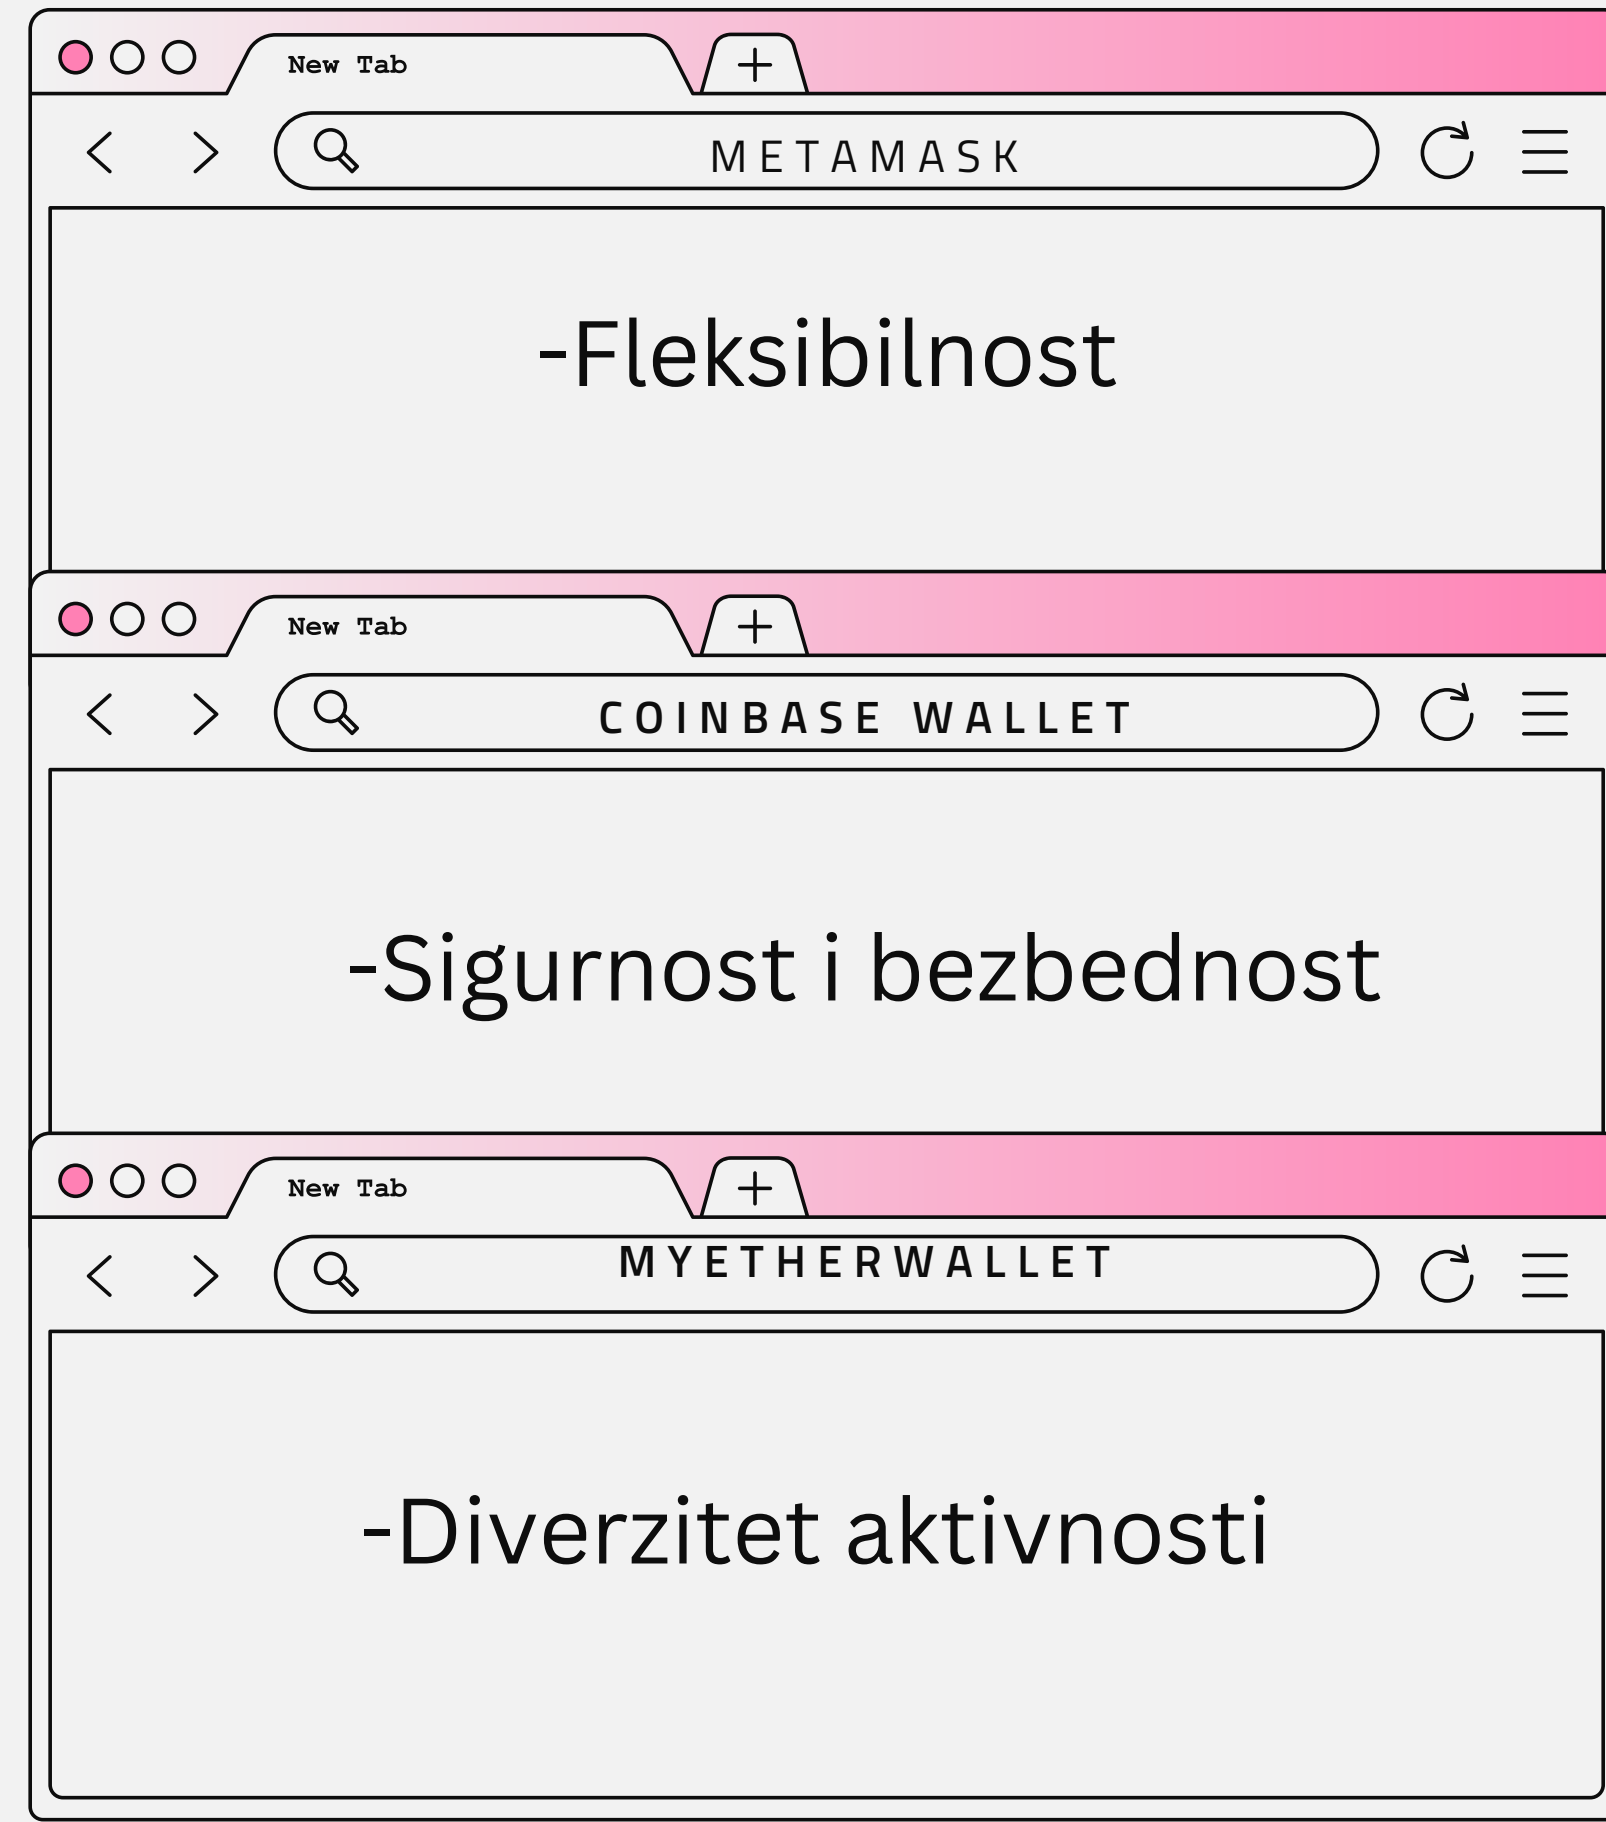 New Tab
METAMASK
-Fleksibilnost
New Tab
COINBASE WALLET
-Sigurnost i bezbednost
New Tab
MYETHERWALLET
-Diverzitet aktivnosti